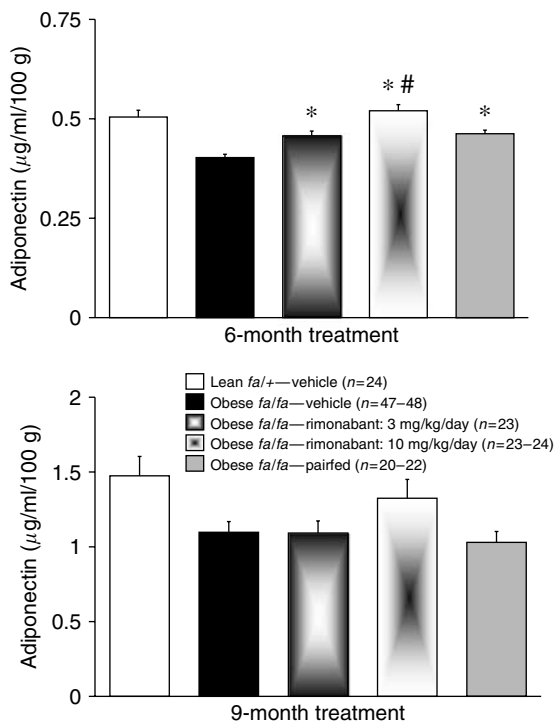 Adiponectin (μg/ml/100 g)
0.75
0.5
0.25
0
*
* #
*
6-month treatment
Lean fa/+—vehicle (n=24)
Obese fa/fa—vehicle (n=47–48)
Obese fa/fa—rimonabant: 3 mg/kg/day (n=23)
Obese fa/fa—rimonabant: 10 mg/kg/day (n=23–24)
Obese fa/fa—pairfed (n=20–22)
Adiponectin (μg/ml/100 g)
2
1.5
1
0.5
0
9-month treatment